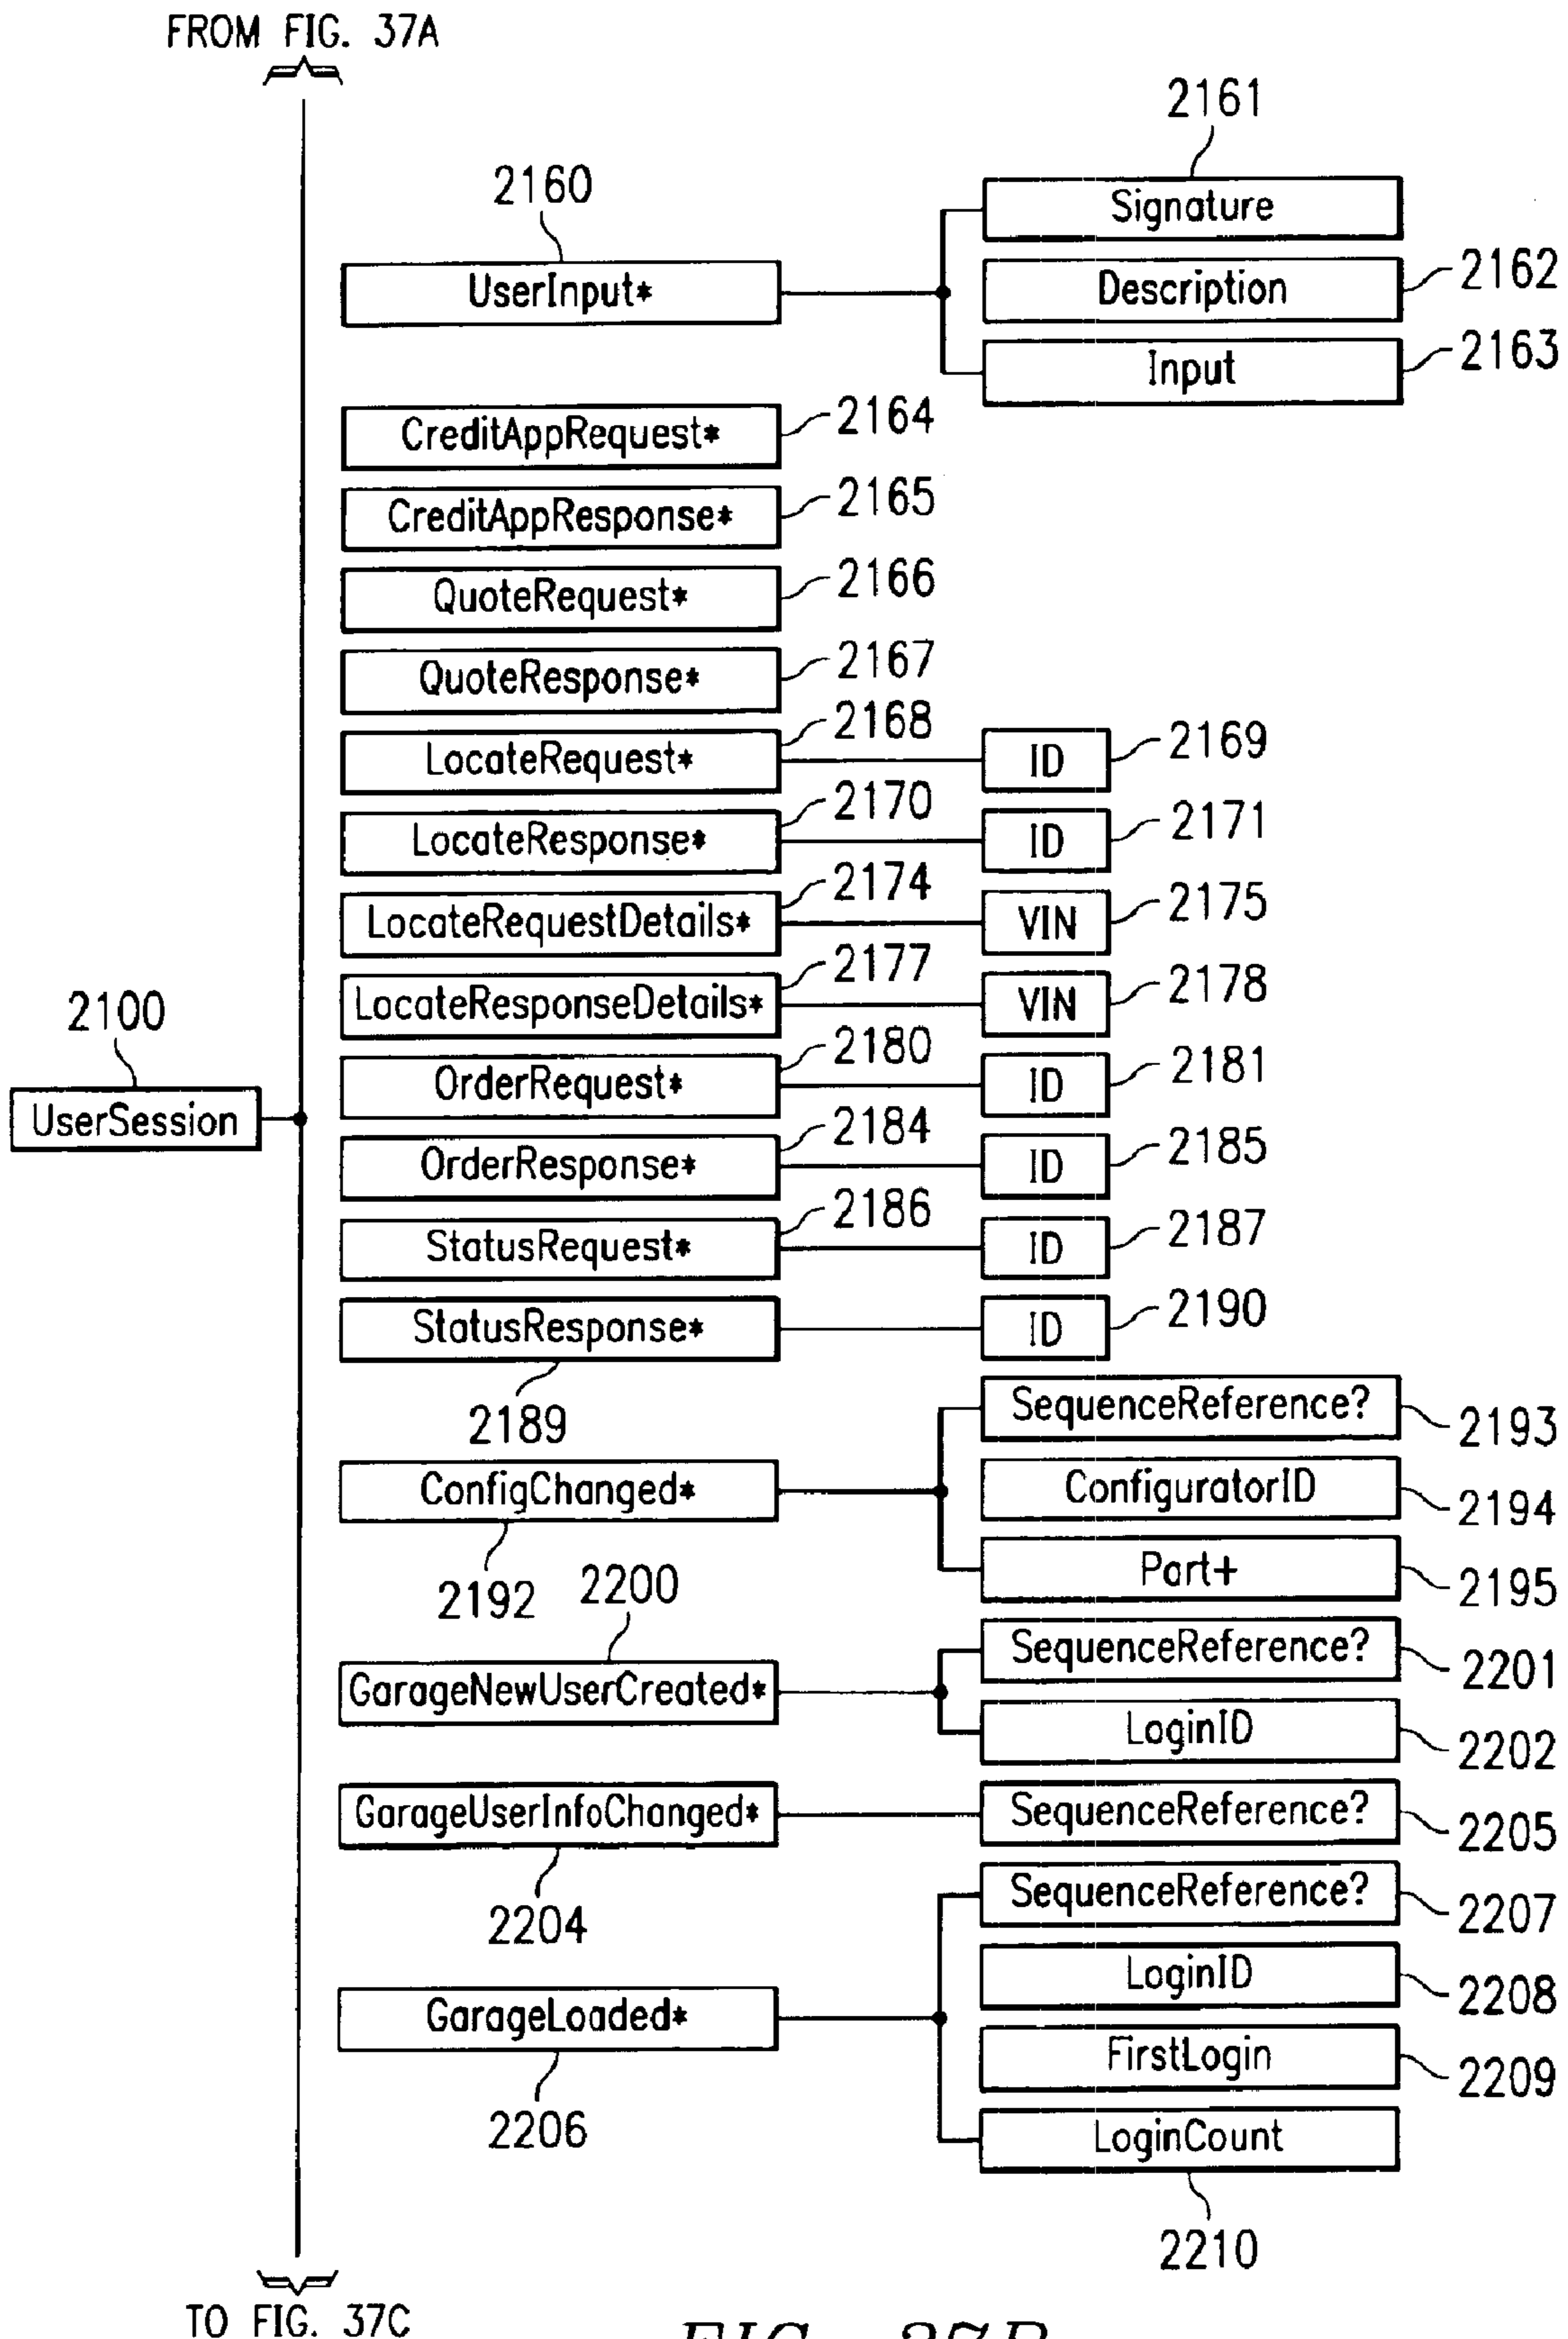 FROM FIG. 37A
2161
2160
Signature
UserInput*
Description
2162
Input
2163
CreditAppRequest*
2164
CreditAppResponse*
2165
QuoteRequest*
2166
QuoteResponse*
2167
LocateRequest*
2168
ID
2169
LocateResponse*
2170
ID
2171
LocateRequestDetails*
2174
VIN
2175
LocateResponseDetails*
2177
VIN
2178
2100
UserSession
OrderRequest*
2180
ID
2181
OrderResponse*
2184
ID
2185
StatusRequest*
2186
ID
2187
StatusResponse*
2189
ID
2190
SequenceReference?
2193
ConfigChanged*
2192
ConfiguratorID
2194
Part+
2195
2200
GarageNewUserCreated*
SequenceReference?
2201
LoginID
2202
GarageUserInfoChanged*
2204
SequenceReference?
2205
SequenceReference?
2207
GarageLoaded*
2206
LoginID
2208
FirstLogin
2209
LoginCount
2210
TO FIG. 37C
FIG. 37B